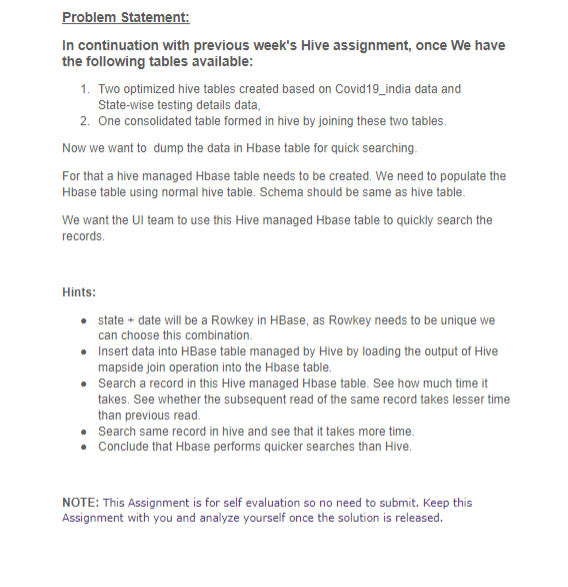 Problem Statement:
In continuation with previous week's Hive assignment, once We have
the following tables available:
1. Two optimized hive tables created based on Covid19_india data and
State-wise testing details data,
2. One consolidated table formed in hive by joining these two tables.
Now we want to dump the data in Hbase table for quick searching.
For that a hive managed Hbase table needs to be created. We need to populate the
Hbase table using normal hive table. Schema should be same as hive table.
We want the UI team to use this Hive managed Hbase table to quickly search the
records.
Hints:
• state + date will be a Rowkey in HBase, as Rowkey needs to be unique we
can choose this combination.
• Insert data into HBase table managed by Hive by loading the output of Hive
mapside join operation into the Hbase table.
• Search a record in this Hive managed Hbase table. See how much time it
takes. See whether the subsequent read of the same record takes lesser time
than previous read.
• Search same record in hive and see that it takes more time.
• Conclude that Hbase performs quicker searches than Hive.
NOTE: This Assignment is for self evaluation so no need to submit. Keep this
Assignment with you and analyze yourself once the solution is released.